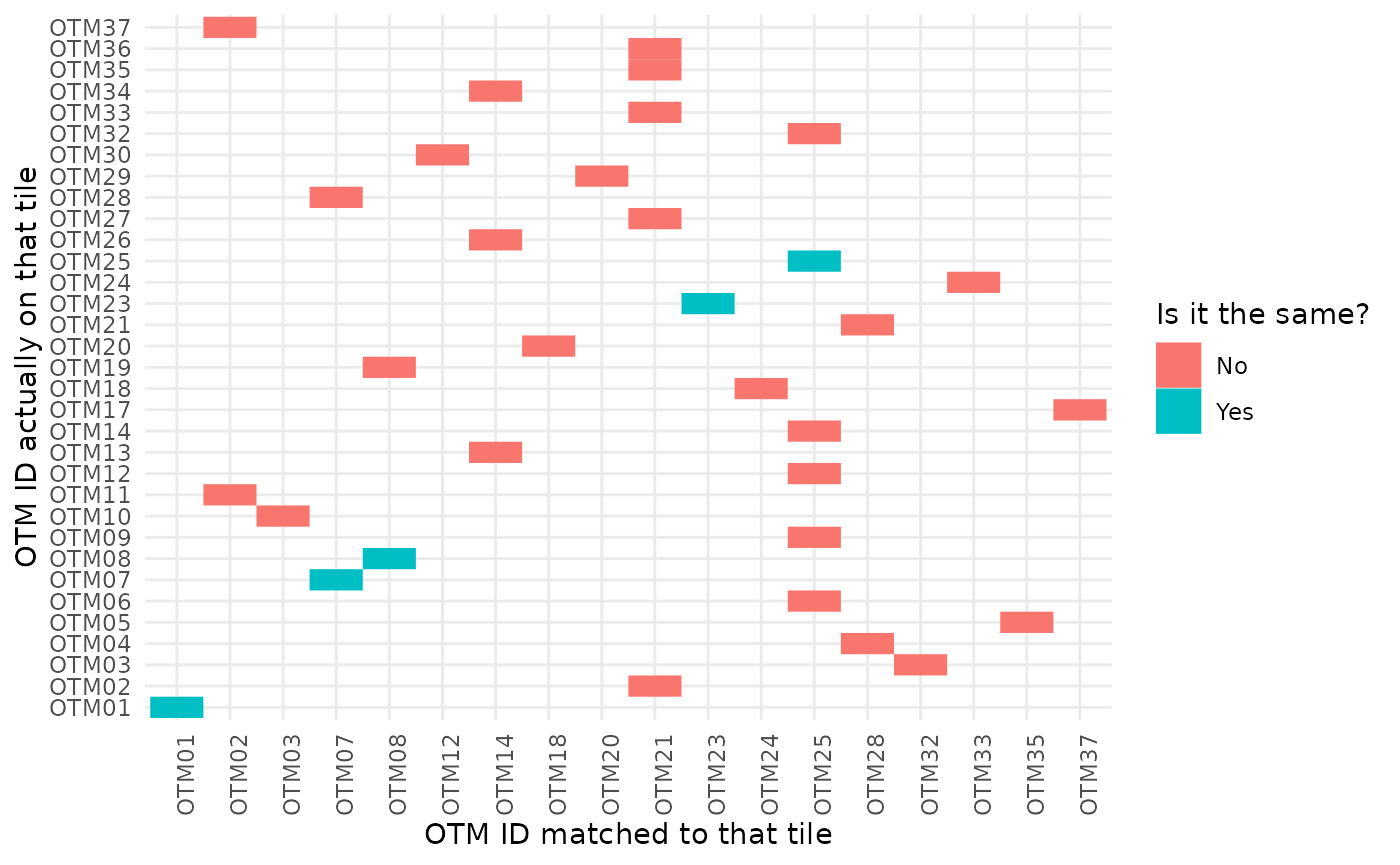 OTM37
OTM36
OTM35
OTM34
OTM33
OTM32
OTM30
OTM29
OTM28
OTM27
OTM26
OTM25
OTM24
OTM23
OTM21
OTM20
OTM19
OTM18
OTM17
OTM14
OTM13
OTM12
OTM11
OTM10
OTM09
OTM08
OTM07
OTM06
OTM05
OTM04
OTM03
OTM02
OTM01
OTM ID actually on that tile
OTM01
OTM02
OTM03
OTM07
OTM08
OTM12
OTM14
OTM18
OTM20
OTM21
OTM23
OTM24
OTM25
OTM28
OTM32
OTM33
OTM35
OTM37
OTM ID matched to that tile
Is it the same?
No
Yes